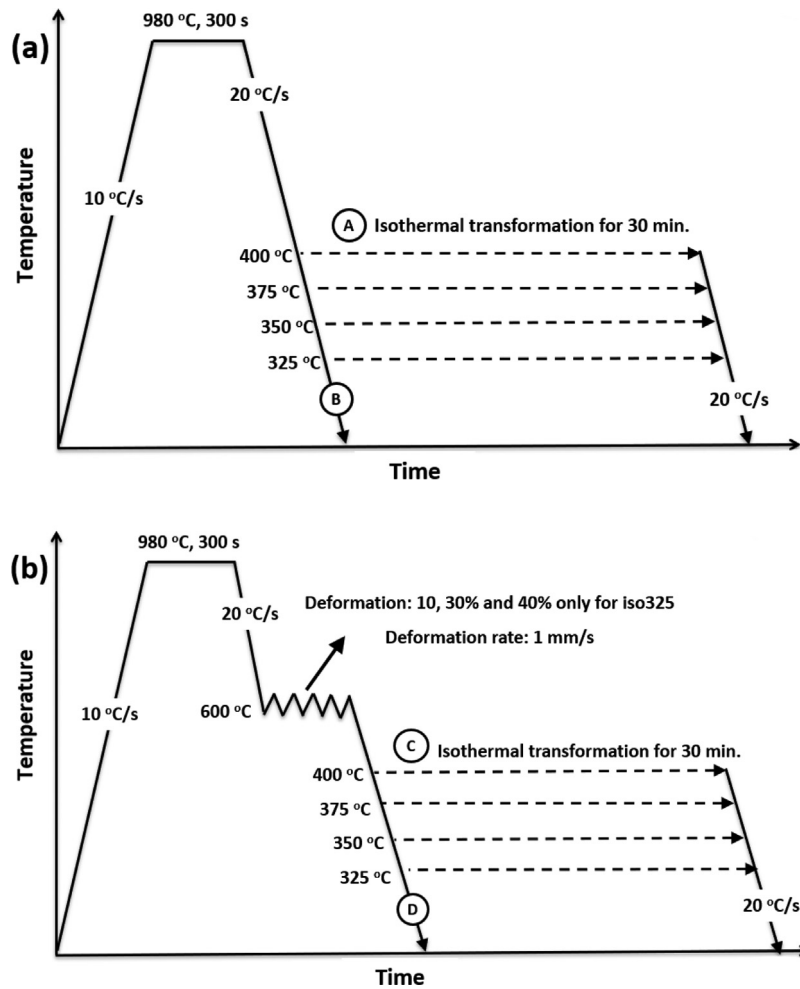 (a)
980 °C, 300 s
20 °C/s
10 °C/s
Temperature
A Isothermal transformation for 30 min.
400 °C
375 °C
350 °C
325 °C
B
20 °C/s
Time
(b)
980 °C, 300 s
20 °C/s
Deformation: 10, 30% and 40% only for iso325
Deformation rate: 1 mm/s
10 °C/s
600 °C
Temperature
C Isothermal transformation for 30 min.
400 °C
375 °C
350 °C
325 °C
D
20 °C/s
Time